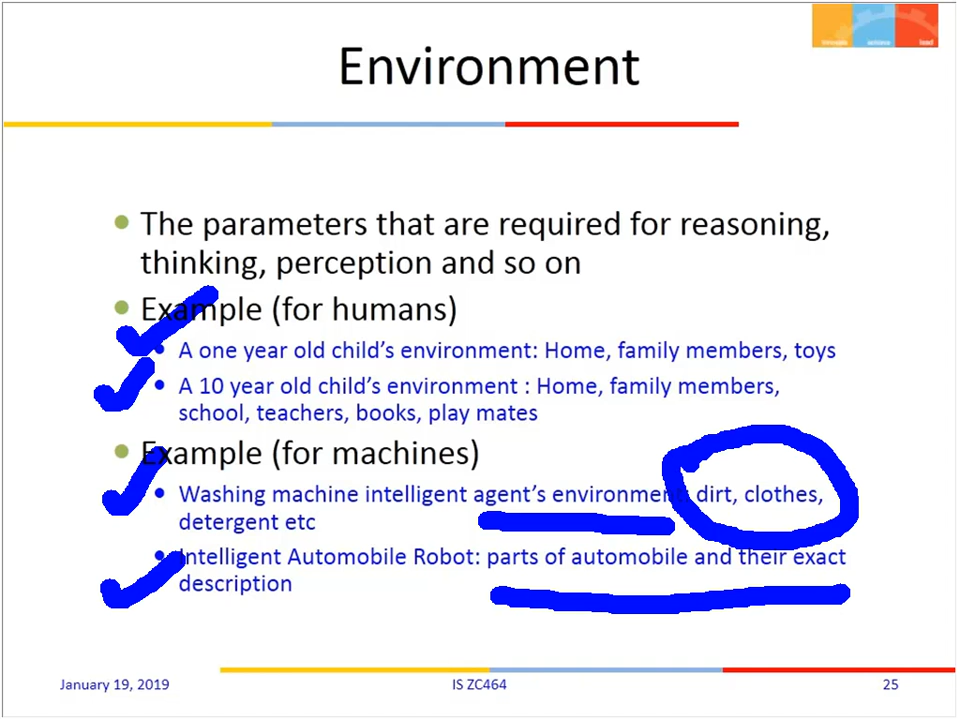 Environment
The parameters that are required for reasoning,
thinking, perception and so on
Example (for humans)
A one year old child's environment: Home, family members, toys
A 10 year old child's environment : Home, family members,
school, teachers, books, play mates
Example (for machines)
Washing machine intelligent agent's environment: dirt, clothes,
detergent etc
Intelligent Automobile Robot: parts of automobile and their exact
description
January 19, 2019 IS ZC464 25